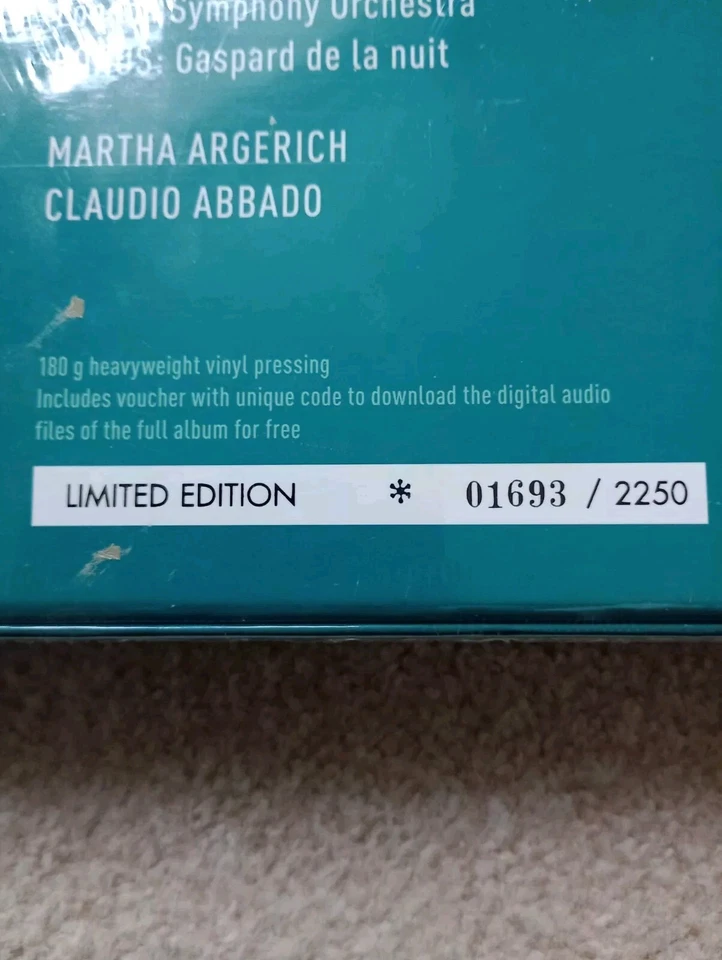 Symphony Orchestra
Gaspard de la nuit
MARTHA ARGERICH
CLAUDIO ABBADO
180 g heavyweight vinyl pressing
Includes voucher with unique code to download the digital audio
files of the full album for free
LIMITED EDITION * 01693 / 2250